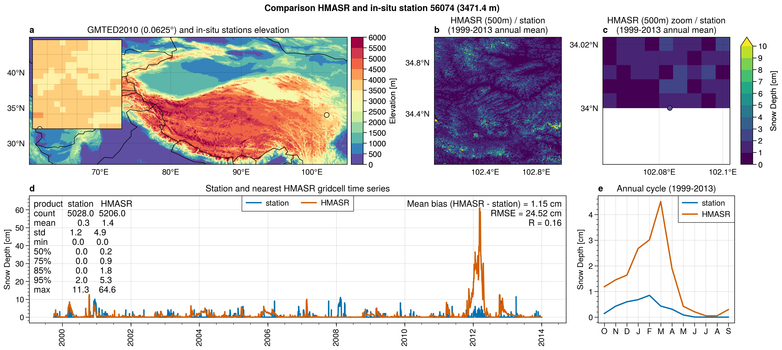 Comparison HMASR and in-situ station 56074 (3471.4 m)
a
GMTED2010 (0.0625°) and in-situ stations elevation
40°N
35°N
30°N
70°E
80°E
90°E
100°E
6000
5500
5000
4500
4000
3500
3000
2500
2000
1500
1000
500
0
Elevation [m]
b
HMASR (500m) / station
(1999-2013 annual mean)
34.8°N
34.4°N
102.4°E
102.8°E
c
HMASR (500m) zoom / station
(1999-2013 annual mean)
34.02°N
34°N
102.08°E
102.1°E
10
9
8
7
6
5
4
3
2
1
0
Snow Depth [cm]
d
Station and nearest HMASR gridcell time series
station
HMASR
Mean bias (HMASR - station) = 1.15 cm
RMSE = 24.52 cm
R = 0.16
product station HMASR
count 5028.0 5206.0
mean 0.3 1.4
std 1.2 4.9
min 0.0 0.0
50% 0.0 0.2
75% 0.0 0.9
85% 0.0 1.8
95% 2.0 5.3
max 11.3 64.6
60
50
40
30
20
10
0
Snow Depth [cm]
2000
2002
2004
2006
2008
2010
2012
2014
e
Annual cycle (1999-2013)
station
HMASR
4
3
2
1
0
Snow Depth [cm]
O N D J F M A M J J A S